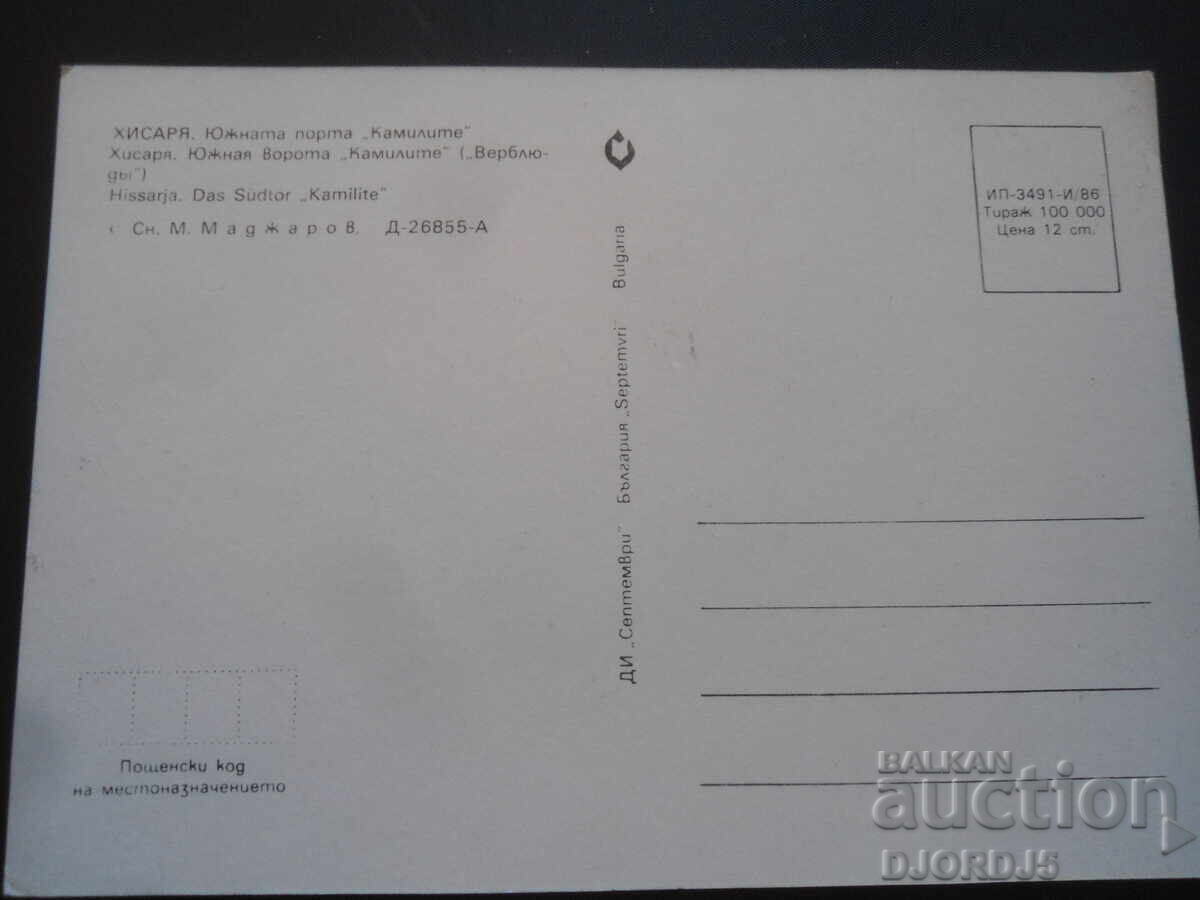 ХИСАРЯ. Южната порта „Камилите"
Хисаря. Южная ворота „Камилите" („Верблю-
ды")
Hissarja. Das Südtor „Kamilite"
Сн. М. Маджаров. Д-26855-А
ДИ „Септември" България „Septemvri" Bulgaria
ИП-3491-И/86
Тираж 100 000
Цена 12 ст.
Пощенски код
на местоназначението
BALKAN
auction
DJORDJ5